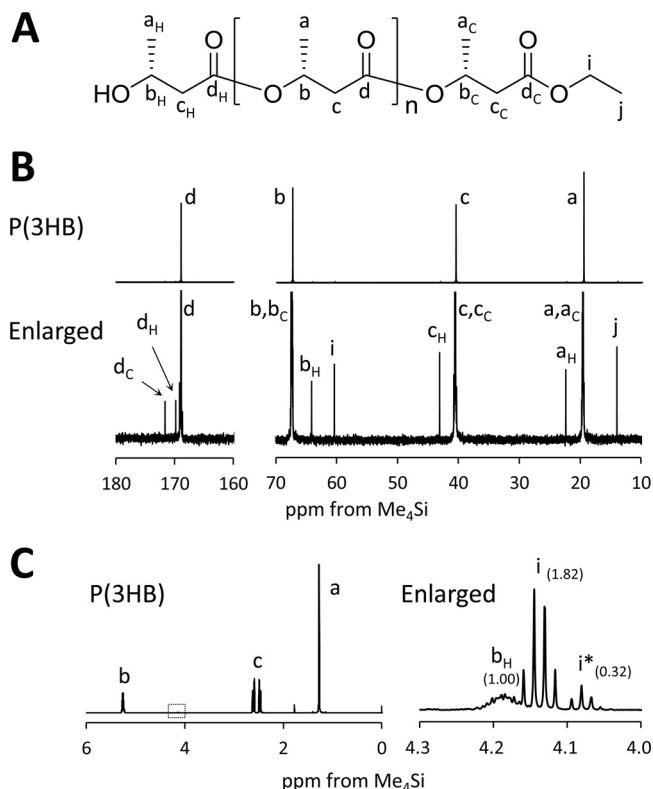 A
a_H a a_C
O O O i
HO b_H c_H d_H O b c d n O b_C c_C d_C O j
B
P(3HB) d b c a
Enlarged d_C d_H d b,b_C b_H i c_H c,c_C a_H a,a_C j
180 170 160 70 60 50 40 30 20 10
ppm from Me₄Si
C
P(3HB) b c a
6 4 2 0
Enlarged b_H (1.00) i (1.82) i* (0.32)
4.3 4.2 4.1 4.0
ppm from Me₄Si